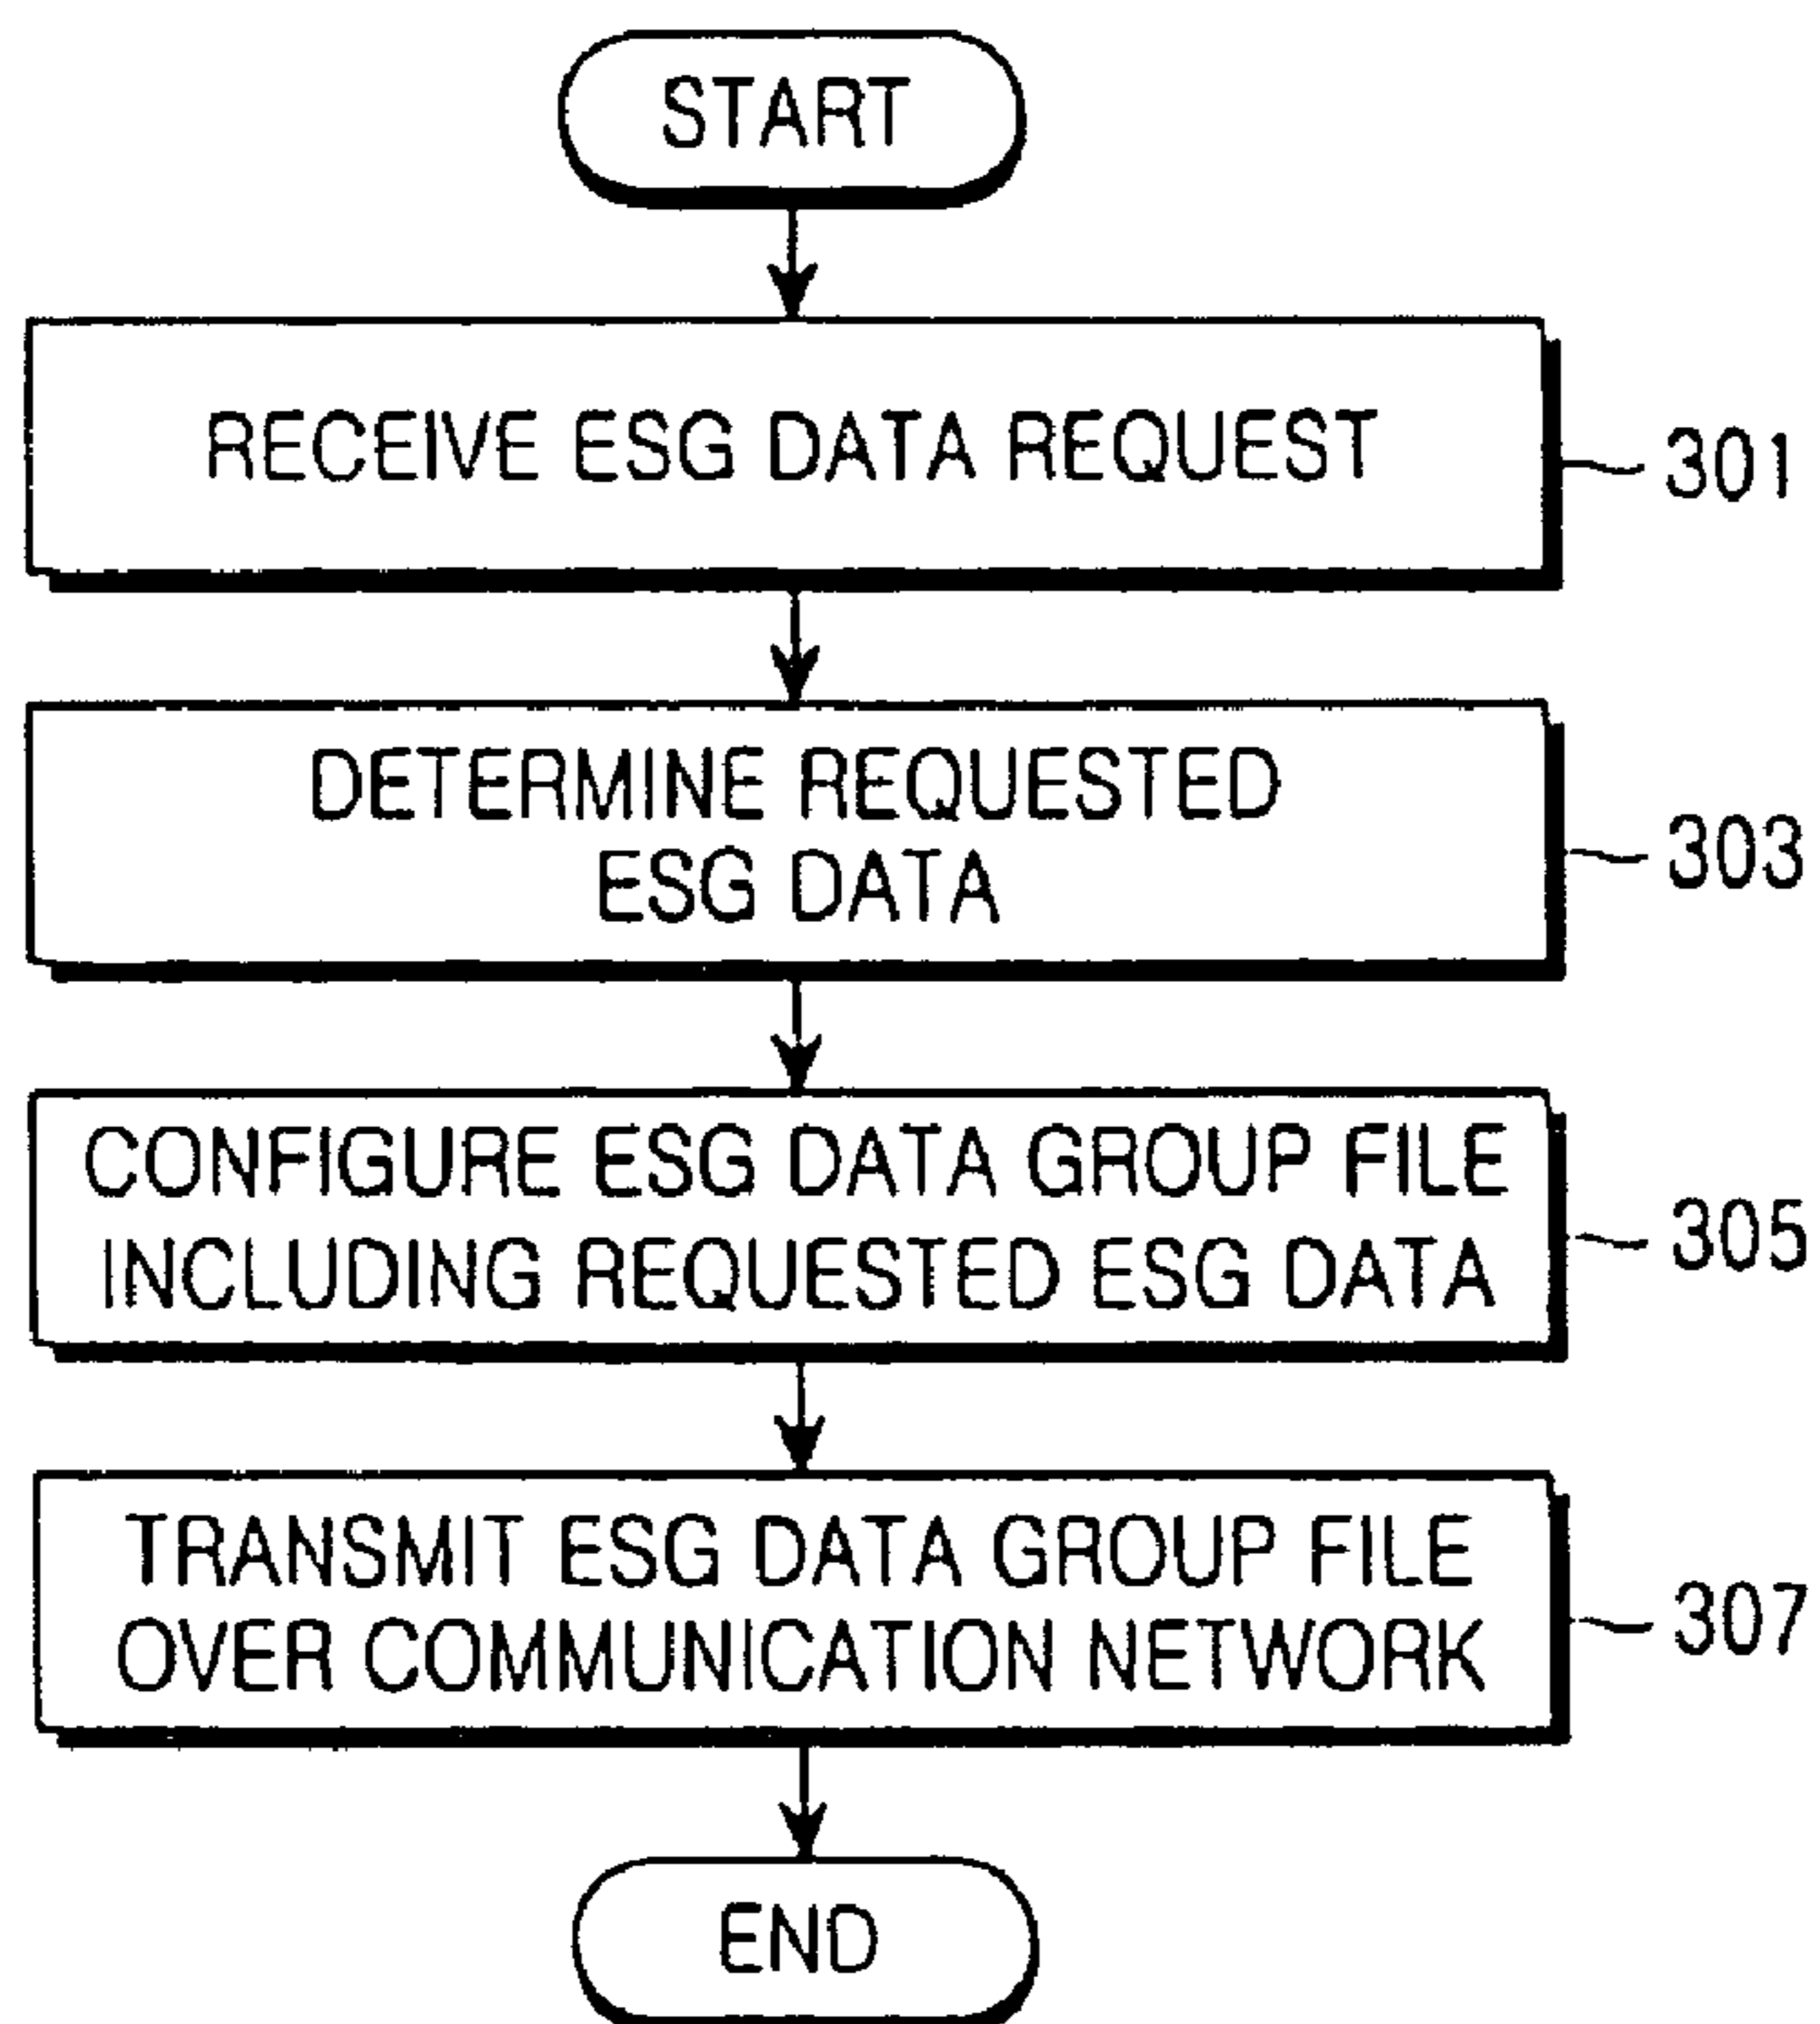 START
RECEIVE ESG DATA REQUEST
301
DETERMINE REQUESTED
ESG DATA
303
CONFIGURE ESG DATA GROUP FILE
INCLUDING REQUESTED ESG DATA
305
TRANSMIT ESG DATA GROUP FILE
OVER COMMUNICATION NETWORK
307
END